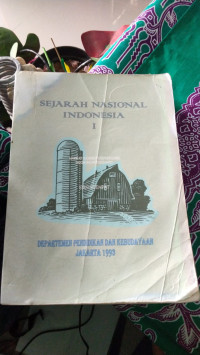 SEJARAH NASIONAL
INDONESIA
I
DEPARTEMEN PENDIDIKAN DAN KEBUDAYAAN
JAKARTA 1993